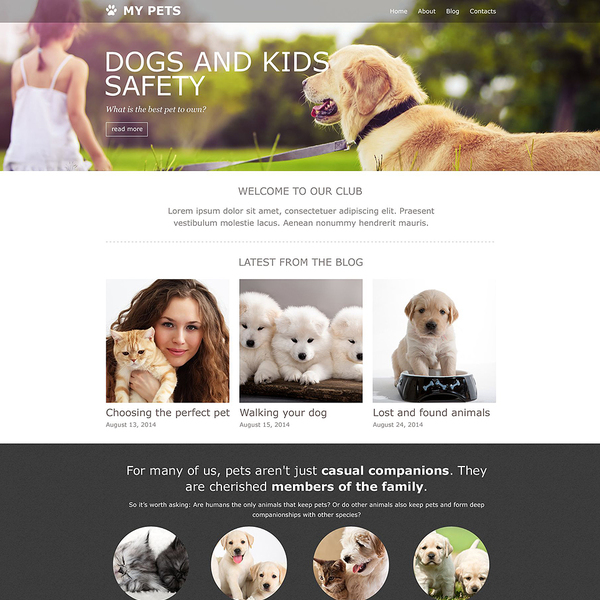 MY PETS
Home About Blog Contacts
DOGS AND KIDS
SAFETY
What is the best pet to own?
read more
WELCOME TO OUR CLUB
Lorem ipsum dolor sit amet, consectetuer adipiscing elit. Praesent
vestibulum molestie lacus. Aenean nonummy hendrerit mauris.
LATEST FROM THE BLOG
Choosing the perfect pet
August 13, 2014
Walking your dog
August 15, 2014
Lost and found animals
August 24, 2014
For many of us, pets aren't just casual companions. They
are cherished members of the family.
So it's worth asking: Are humans the only animals that keep pets? Or do other animals also keep pets and form deep
companionships with other species?